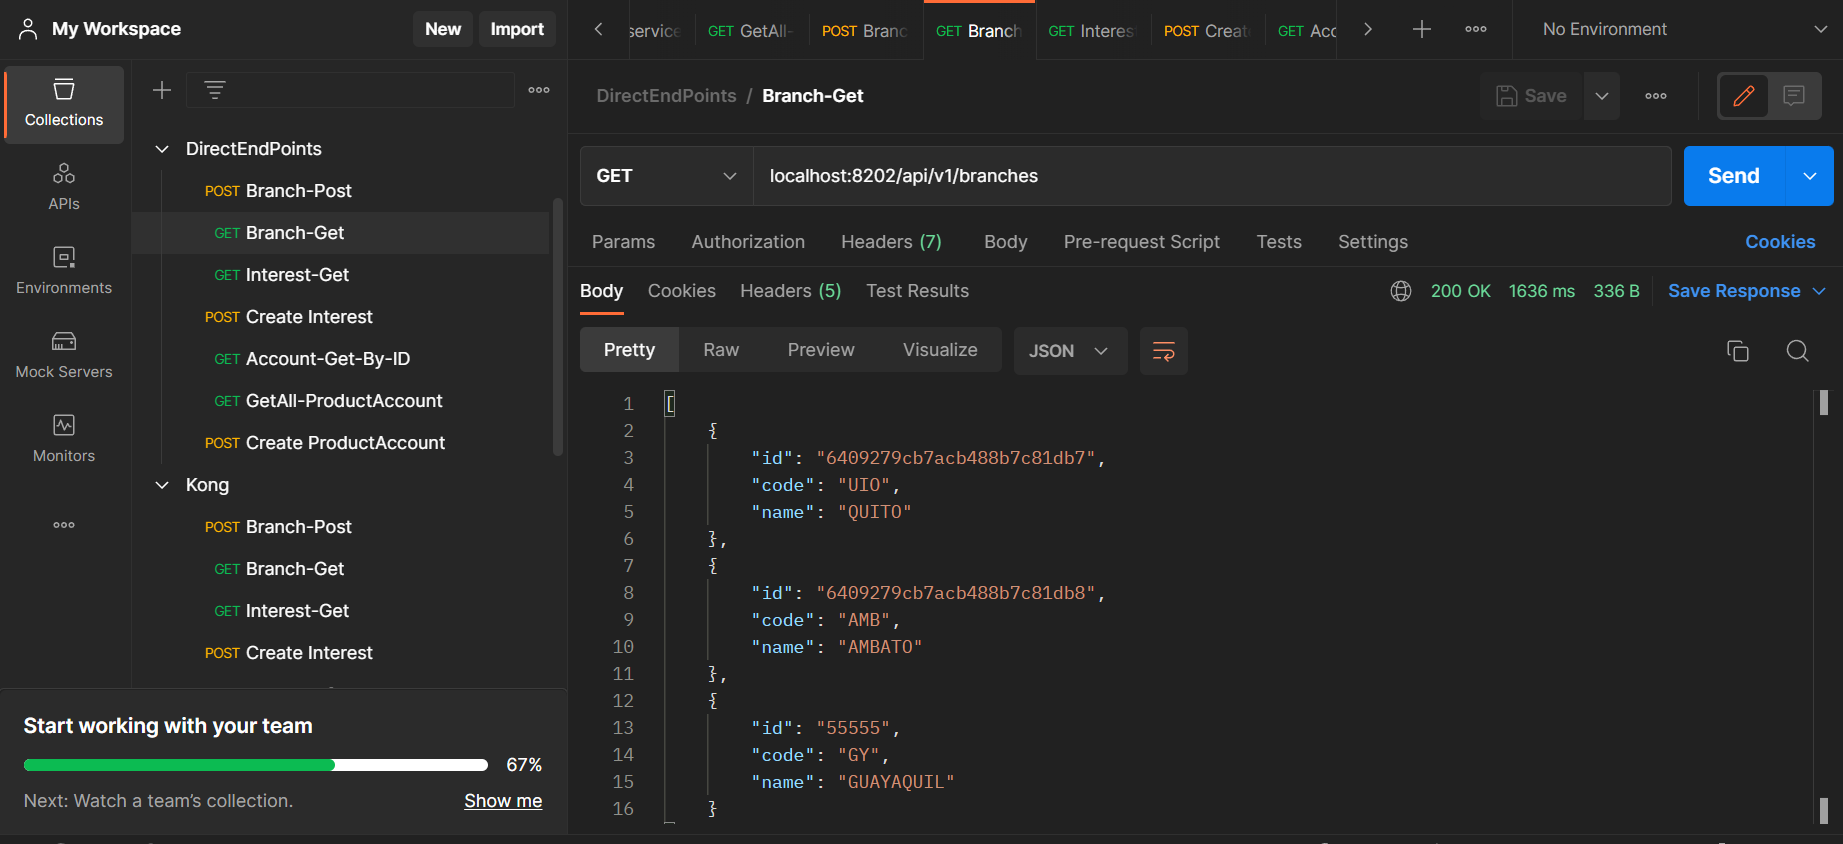 My Workspace
New
Import
service
GET GetAll-
POST Branc
GET Branch
GET Interest
POST Creat
GET Acc
No Environment
Collections
APIs
Environments
Mock Servers
Monitors
DirectEndPoints
POST Branch-Post
GET Branch-Get
GET Interest-Get
POST Create Interest
GET Account-Get-By-ID
GET GetAll-ProductAccount
POST Create ProductAccount
Kong
POST Branch-Post
GET Branch-Get
GET Interest-Get
POST Create Interest
Start working with your team
67%
Next: Watch a team's collection.
Show me
DirectEndPoints / Branch-Get
Save
GET
localhost:8202/api/v1/branches
Send
Params
Authorization
Headers (7)
Body
Pre-request Script
Tests
Settings
Cookies
Body
Cookies
Headers (5)
Test Results
200 OK
1636 ms
336 B
Save Response
Pretty
Raw
Preview
Visualize
JSON
1 [
2 {
3 "id": "6409279cb7acb488b7c81db7",
4 "code": "UIO",
5 "name": "QUITO"
6 },
7 {
8 "id": "6409279cb7acb488b7c81db8",
9 "code": "AMB",
10 "name": "AMBATO"
11 },
12 {
13 "id": "55555",
14 "code": "GY",
15 "name": "GUAYAQUIL"
16 }